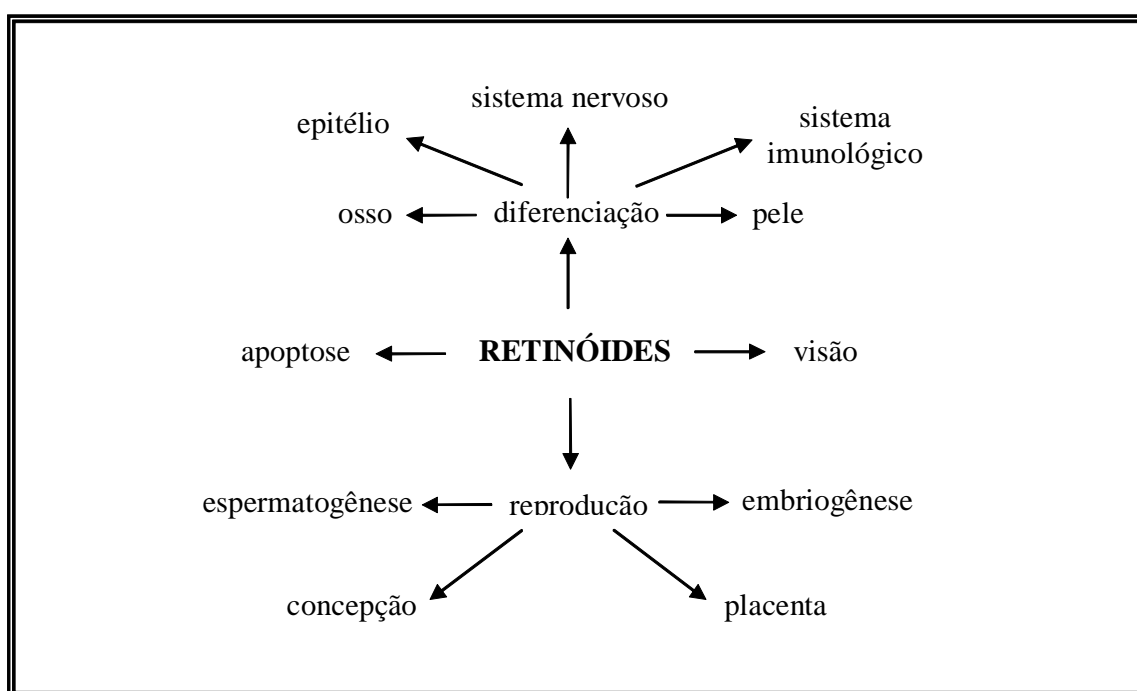 sistema nervoso
epitélio
sistema
imunológico
osso
diferenciação
pele
apoptose
RETINÓIDES
visão
espermatogênese
reprodução
embriogênese
concepção
placenta